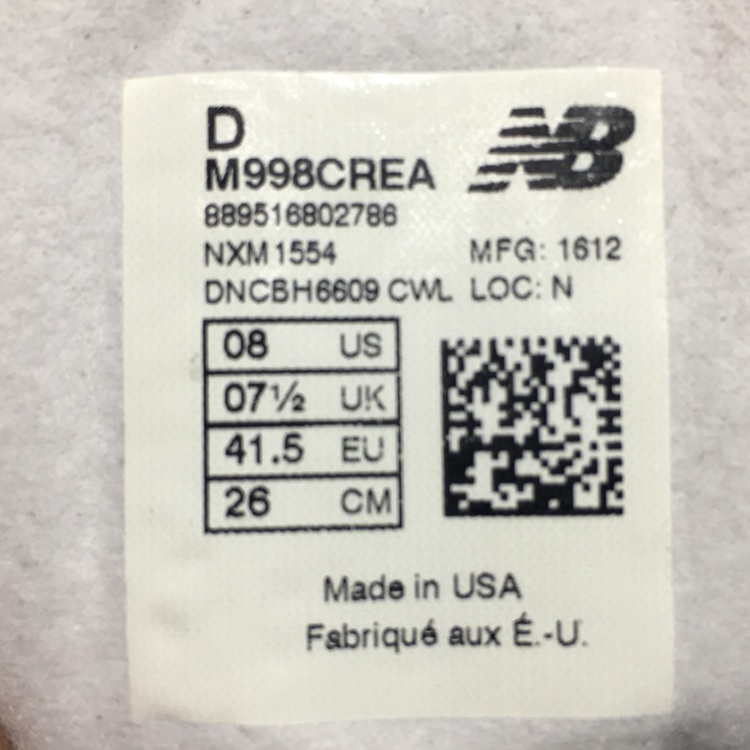 D
NB
M998CREA
889516802786
NXM1554 MFG: 1612
DNCBH6609 CWL LOC: N
08 US
07½ UK
41.5 EU
26 CM
Made in USA
Fabriqué aux É.-U.